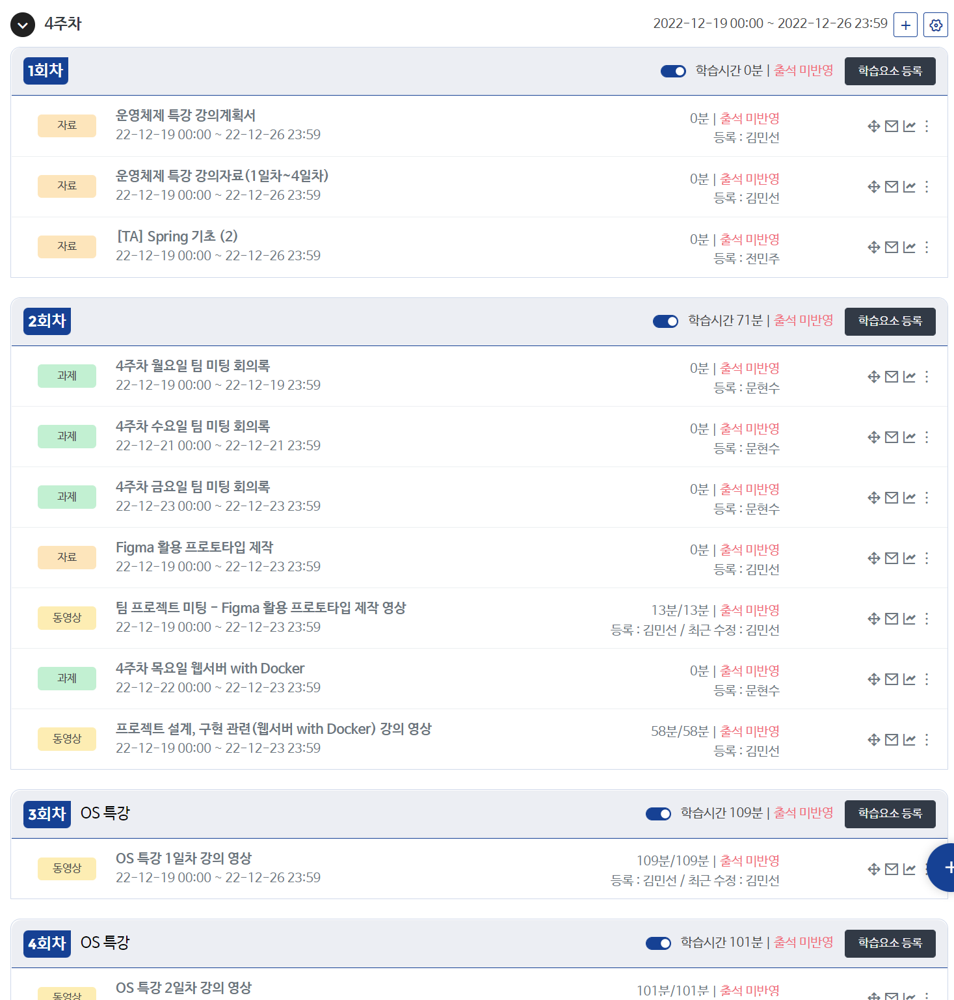 4주차
2022-12-19 00:00 ~ 2022-12-26 23:59
1회차
학습시간 0분 | 출석 미반영
학습요소 등록
자료
운영체제 특강 강의계획서
22-12-19 00:00 ~ 22-12-26 23:59
0분 | 출석 미반영
등록 : 김민선
자료
운영체제 특강 강의자료(1일차~4일차)
22-12-19 00:00 ~ 22-12-26 23:59
0분 | 출석 미반영
등록 : 김민선
자료
[TA] Spring 기초 (2)
22-12-19 00:00 ~ 22-12-26 23:59
0분 | 출석 미반영
등록 : 전민주
2회차
학습시간 71분 | 출석 미반영
학습요소 등록
과제
4주차 월요일 팀 미팅 회의록
22-12-19 00:00 ~ 22-12-19 23:59
0분 | 출석 미반영
등록 : 문현수
과제
4주차 수요일 팀 미팅 회의록
22-12-21 00:00 ~ 22-12-21 23:59
0분 | 출석 미반영
등록 : 문현수
과제
4주차 금요일 팀 미팅 회의록
22-12-23 00:00 ~ 22-12-23 23:59
0분 | 출석 미반영
등록 : 문현수
자료
Figma 활용 프로토타입 제작
22-12-19 00:00 ~ 22-12-23 23:59
0분 | 출석 미반영
등록 : 김민선
동영상
팀 프로젝트 미팅 - Figma 활용 프로토타입 제작 영상
22-12-19 00:00 ~ 22-12-23 23:59
13분/13분 | 출석 미반영
등록 : 김민선 / 최근 수정 : 김민선
과제
4주차 목요일 웹서버 with Docker
22-12-22 00:00 ~ 22-12-23 23:59
0분 | 출석 미반영
등록 : 문현수
동영상
프로젝트 설계, 구현 관련(웹서버 with Docker) 강의 영상
22-12-19 00:00 ~ 22-12-23 23:59
58분/58분 | 출석 미반영
등록 : 김민선
3회차
OS 특강
학습시간 109분 | 출석 미반영
학습요소 등록
동영상
OS 특강 1일차 강의 영상
22-12-19 00:00 ~ 22-12-26 23:59
109분/109분 | 출석 미반영
등록 : 김민선 / 최근 수정 : 김민선
4회차
OS 특강
학습시간 101분 | 출석 미반영
학습요소 등록
동영상
OS 특강 2일차 강의 영상
101분/101분 | 출석 미반영